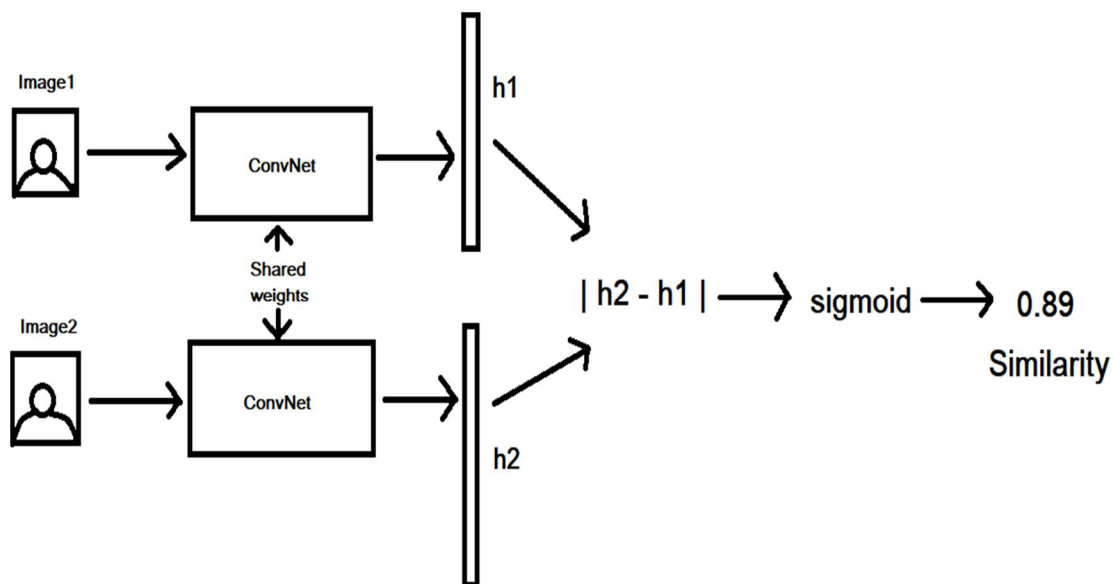 Image1
ConvNet
h1
Shared
weights
| h2 - h1 |
sigmoid
0.89
Similarity
Image2
ConvNet
h2